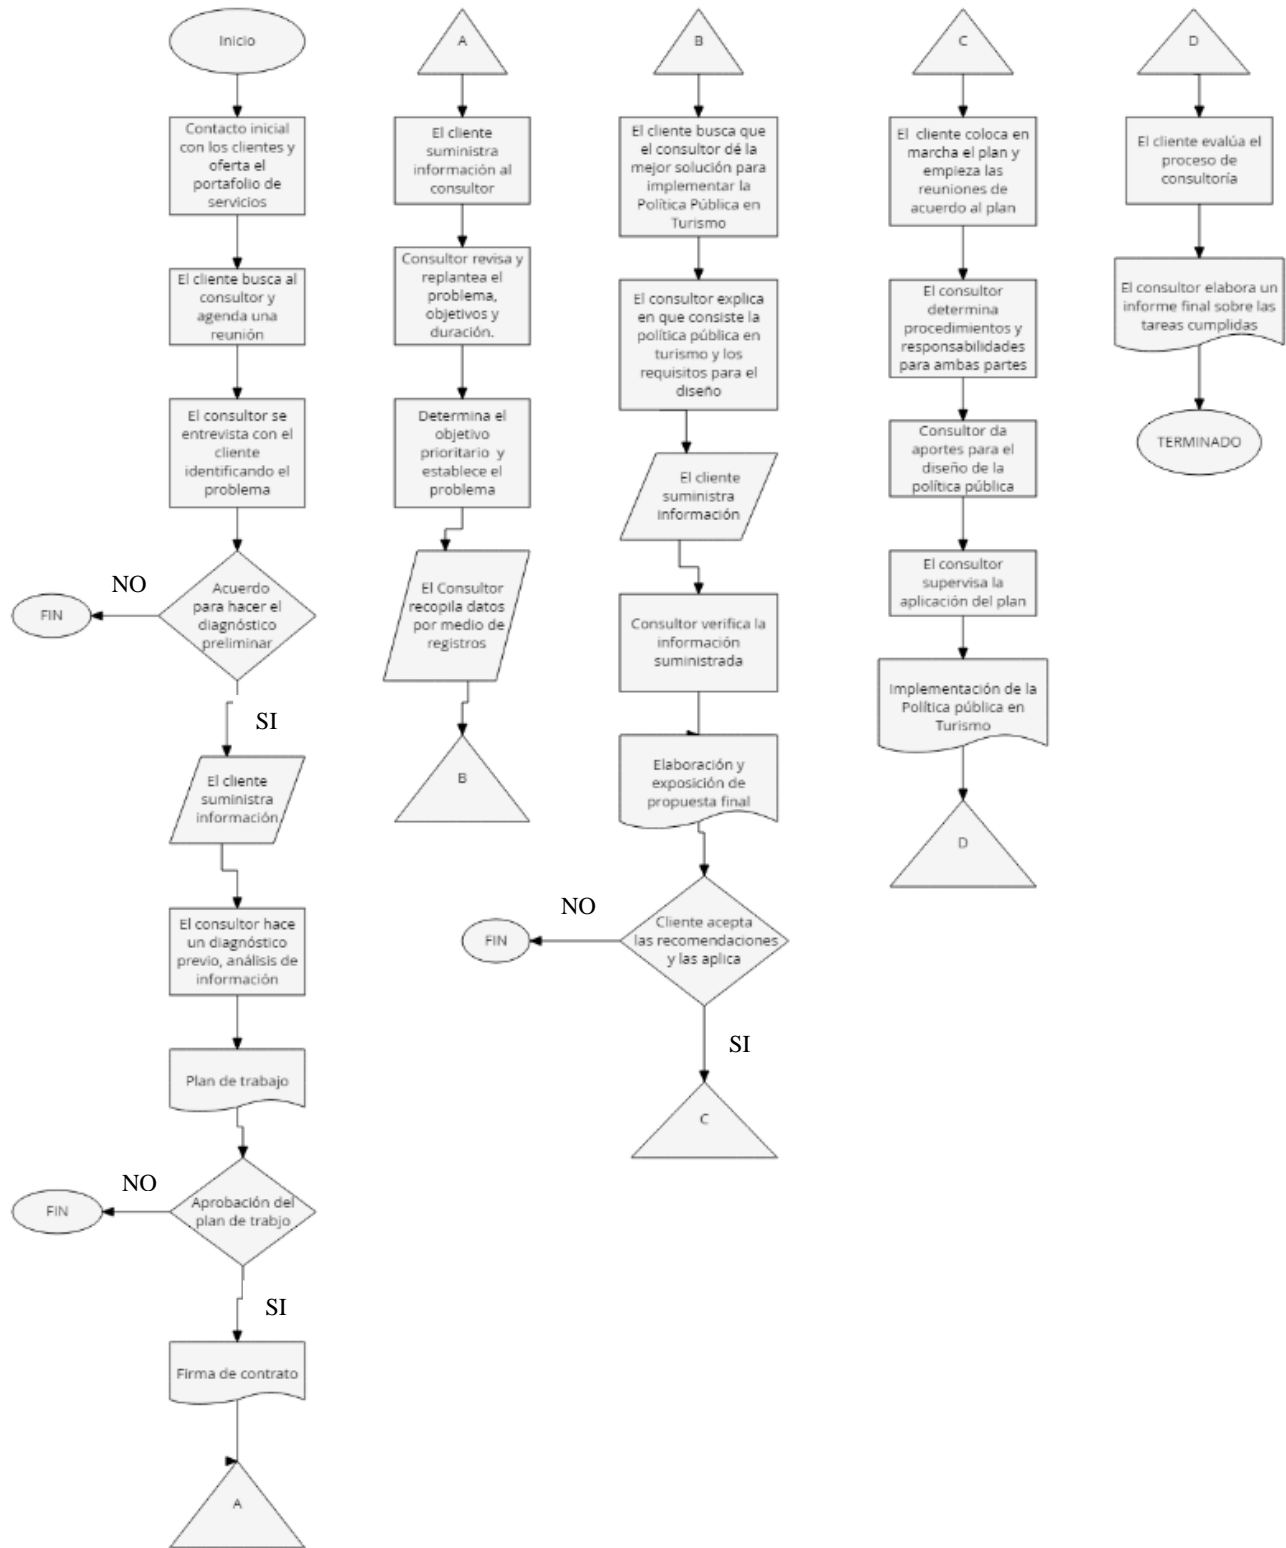 Inicio
Contacto inicial
con los clientes y
oferta el
portafolio de
servicios
El cliente busca al
consultor y
agenda una
reunión
El consultor se
entrevista con el
cliente
identificando el
problema
Acuerdo
para hacer el
diagnóstico
preliminar
NO
FIN
SI
El cliente
suministra
información
El consultor hace
un diagnóstico
previo, análisis de
información
Plan de trabajo
Aprobación del
plan de trabjo
NO
FIN
SI
Firma de contrato
A
A
El cliente
suministra
información al
consultor
Consultor revisa y
replantea el
problema,
objetivos y
duración.
Determina el
objetivo
prioritario y
establece el
problema
El Consultor
recopila datos
por medio de
registros
B
B
El cliente busca que
el consultor dé la
mejor solución para
implementar la
Política Pública en
Turismo
El consultor explica
en que consiste la
política pública en
turismo y los
requisitos para el
diseño
El cliente
suministra
información
Consultor verifica la
información
suministrada
Elaboración y
exposición de
propuesta final
Cliente acepta
las recomendaciones
y las aplica
NO
FIN
SI
C
C
El cliente coloca en
marcha el plan y
empieza las
reuniones de
acuerdo al plan
El consultor
determina
procedimientos y
responsabilidades
para ambas partes
Consultor da
aportes para el
diseño de la
política pública
El consultor
supervisa la
aplicación del plan
Implementación de la
Política pública en
Turismo
D
D
El cliente evalúa el
proceso de
consultoría
El consultor elabora un
informe final sobre las
tareas cumplidas
TERMINADO